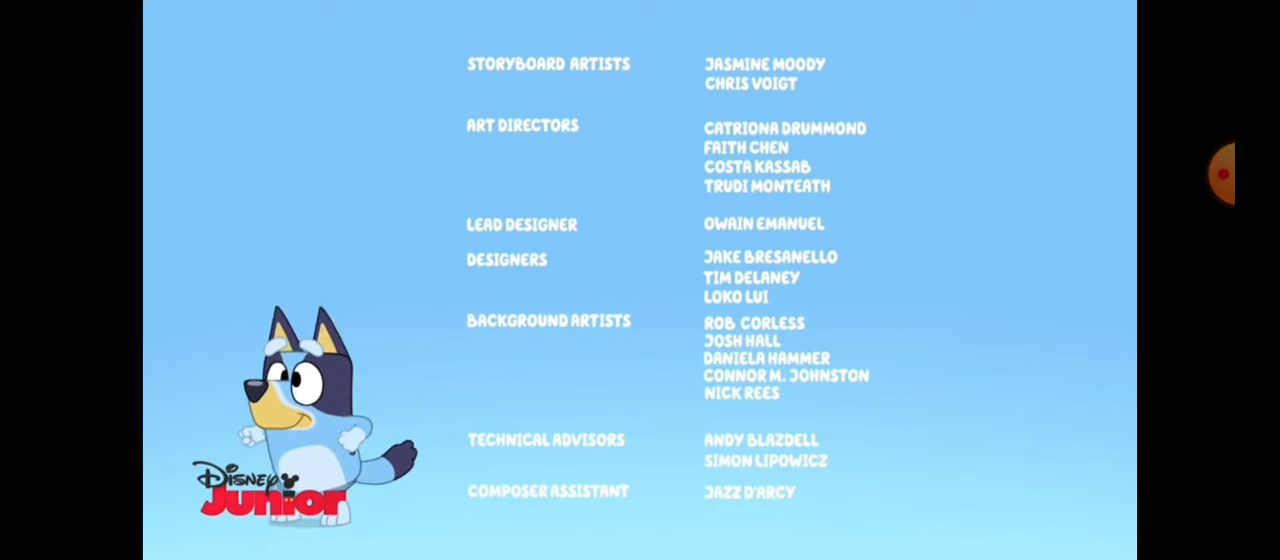 STORYBOARD ARTISTS JASMINE MOODY
CHRIS VOIGT
ART DIRECTORS CATRIONA DRUMMOND
FAITH CHEN
COSTA KASSAB
TRUDI MONTEATH
LEAD DESIGNER OWAIN EMANUEL
DESIGNERS JAKE BRESANELLO
TIM DELANEY
LOKO LUI
BACKGROUND ARTISTS ROB CORLESS
JOSH HALL
DANIELA HAMMER
CONNOR M. JOHNSTON
NICK REES
TECHNICAL ADVISORS ANDY BLAZDELL
SIMON LIPOWICZ
COMPOSER ASSISTANT JAZZ D'ARCY
DISNEY
Junior